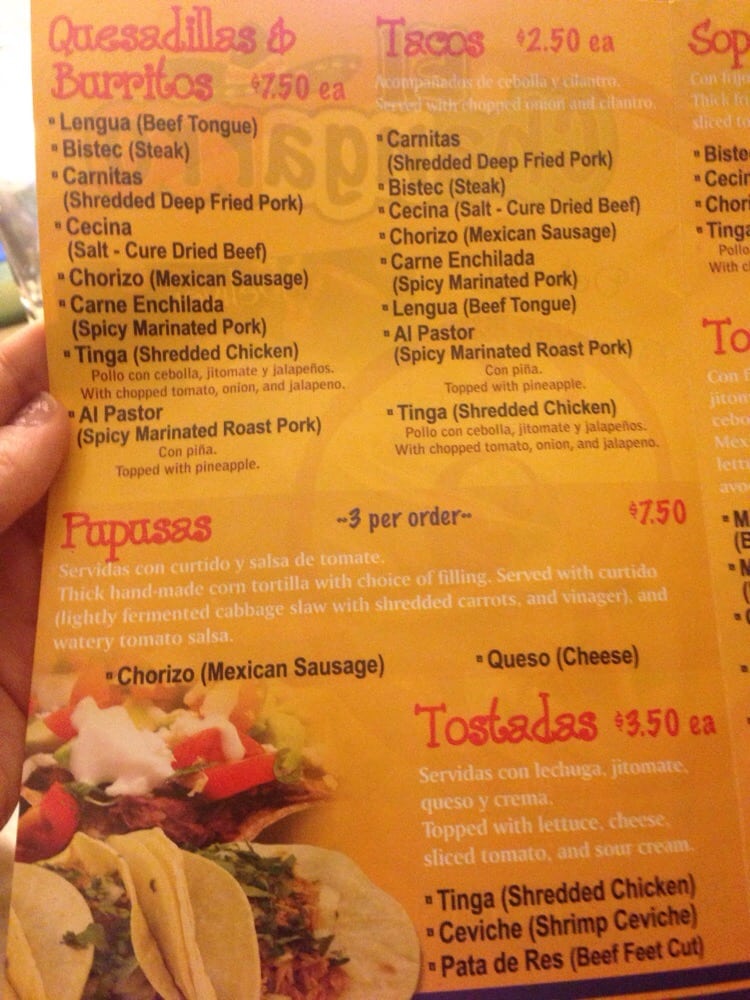 Quesadillas &
Burritos $7.50 ea
Lengua (Beef Tongue)
Bistec (Steak)
Carnitas
(Shredded Deep Fried Pork)
Cecina
(Salt - Cure Dried Beef)
Chorizo (Mexican Sausage)
Carne Enchilada
(Spicy Marinated Pork)
Tinga (Shredded Chicken)
Pollo con cebolla, jitomate y jalapeños.
With chopped tomato, onion, and jalapeno.
Al Pastor
(Spicy Marinated Roast Pork)
Con piña.
Topped with pineapple.
Tacos $2.50 ea
Acompañados de cebolla y cilantro.
Served with chopped onion and cilantro.
Carnitas
(Shredded Deep Fried Pork)
Bistec (Steak)
Cecina (Salt - Cure Dried Beef)
Chorizo (Mexican Sausage)
Carne Enchilada
(Spicy Marinated Pork)
Lengua (Beef Tongue)
Al Pastor
(Spicy Marinated Roast Pork)
Con piña.
Topped with pineapple.
Tinga (Shredded Chicken)
Pollo con cebolla, jitomate y jalapeños.
With chopped tomato, onion, and jalapeno.
Pupusas ~3 per order~ $7.50
Servidas con curtido y salsa de tomate.
Thick hand-made corn tortilla with choice of filling. Served with curtido
(lightly fermented cabbage slaw with shredded carrots, and vinager), and
watery tomato salsa.
Chorizo (Mexican Sausage)
Queso (Cheese)
Tostadas $3.50 ea
Servidas con lechuga, jitomate,
queso y crema.
Topped with lettuce, cheese,
sliced tomato, and sour cream.
Tinga (Shredded Chicken)
Ceviche (Shrimp Ceviche)
Pata de Res (Beef Feet Cut)
Sop
Thick
sliced to
Tinga
Pollo
To
Con